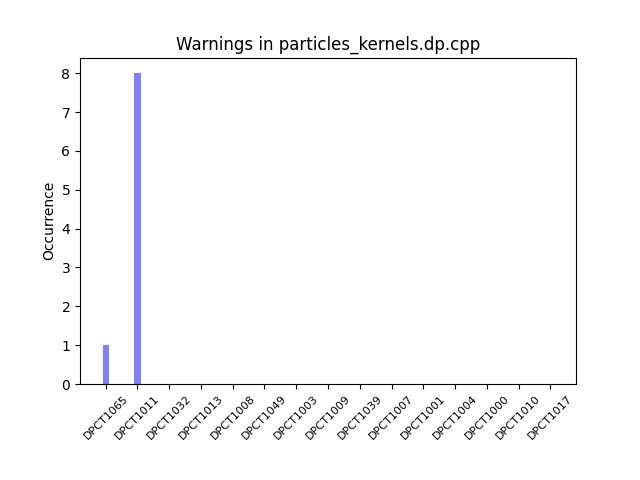 Warnings in particles_kernels.dp.cpp
Occurrence
8
7
6
5
4
3
2
1
0
DPCT1065
DPCT1011
DPCT1032
DPCT1013
DPCT1008
DPCT1049
DPCT1003
DPCT1009
DPCT1039
DPCT1007
DPCT1001
DPCT1004
DPCT1000
DPCT1010
DPCT1017